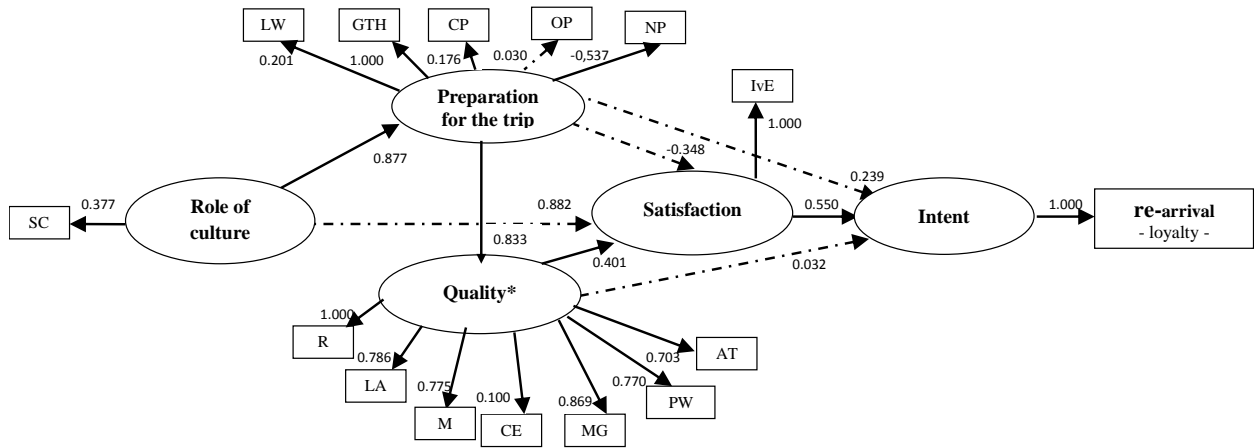 LW
GTH
CP
OP
NP
0.201
1.000
0.176
0.030
-0,537
Preparation
for the trip
IvE
1.000
-0.348
0.877
0.239
SC
0.377
Role of
culture
0.882
Satisfaction
0.550
Intent
1.000
re-arrival
- loyalty -
0.833
0.401
0.032
Quality*
1.000
R
0.786
LA
0.775
M
0.100
CE
0.869
MG
0.770
PW
0.703
AT